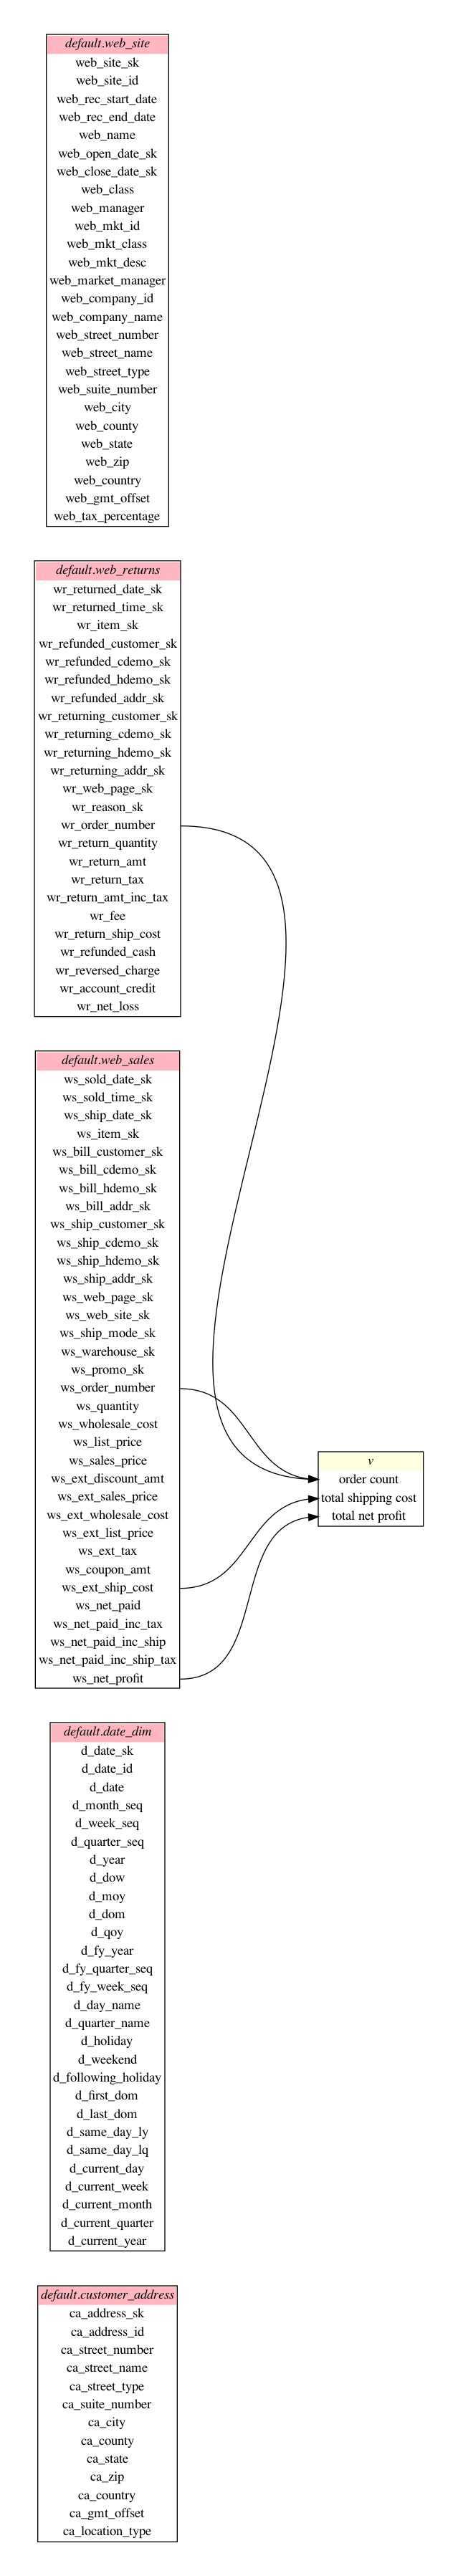 default.web_site
web_site_sk
web_site_id
web_rec_start_date
web_rec_end_date
web_name
web_open_date_sk
web_close_date_sk
web_class
web_manager
web_mkt_id
web_mkt_class
web_mkt_desc
web_market_manager
web_company_id
web_company_name
web_street_number
web_street_name
web_street_type
web_suite_number
web_city
web_county
web_state
web_zip
web_country
web_gmt_offset
web_tax_percentage
default.web_returns
wr_returned_date_sk
wr_returned_time_sk
wr_item_sk
wr_refunded_customer_sk
wr_refunded_cdemo_sk
wr_refunded_hdemo_sk
wr_refunded_addr_sk
wr_returning_customer_sk
wr_returning_cdemo_sk
wr_returning_hdemo_sk
wr_returning_addr_sk
wr_web_page_sk
wr_reason_sk
wr_order_number
wr_return_quantity
wr_return_amt
wr_return_tax
wr_return_amt_inc_tax
wr_fee
wr_return_ship_cost
wr_refunded_cash
wr_reversed_charge
wr_account_credit
wr_net_loss
default.web_sales
ws_sold_date_sk
ws_sold_time_sk
ws_ship_date_sk
ws_item_sk
ws_bill_customer_sk
ws_bill_cdemo_sk
ws_bill_hdemo_sk
ws_bill_addr_sk
ws_ship_customer_sk
ws_ship_cdemo_sk
ws_ship_hdemo_sk
ws_ship_addr_sk
ws_web_page_sk
ws_web_site_sk
ws_ship_mode_sk
ws_warehouse_sk
ws_promo_sk
ws_order_number
ws_quantity
ws_wholesale_cost
ws_list_price
ws_sales_price
ws_ext_discount_amt
ws_ext_sales_price
ws_ext_wholesale_cost
ws_ext_list_price
ws_ext_tax
ws_coupon_amt
ws_ext_ship_cost
ws_net_paid
ws_net_paid_inc_tax
ws_net_paid_inc_ship
ws_net_paid_inc_ship_tax
ws_net_profit
v
order count
total shipping cost
total net profit
default.date_dim
d_date_sk
d_date_id
d_date
d_month_seq
d_week_seq
d_quarter_seq
d_year
d_dow
d_moy
d_dom
d_qoy
d_fy_year
d_fy_quarter_seq
d_fy_week_seq
d_day_name
d_quarter_name
d_holiday
d_weekend
d_following_holiday
d_first_dom
d_last_dom
d_same_day_ly
d_same_day_lq
d_current_day
d_current_week
d_current_month
d_current_quarter
d_current_year
default.customer_address
ca_address_sk
ca_address_id
ca_street_number
ca_street_name
ca_street_type
ca_suite_number
ca_city
ca_county
ca_state
ca_zip
ca_country
ca_gmt_offset
ca_location_type